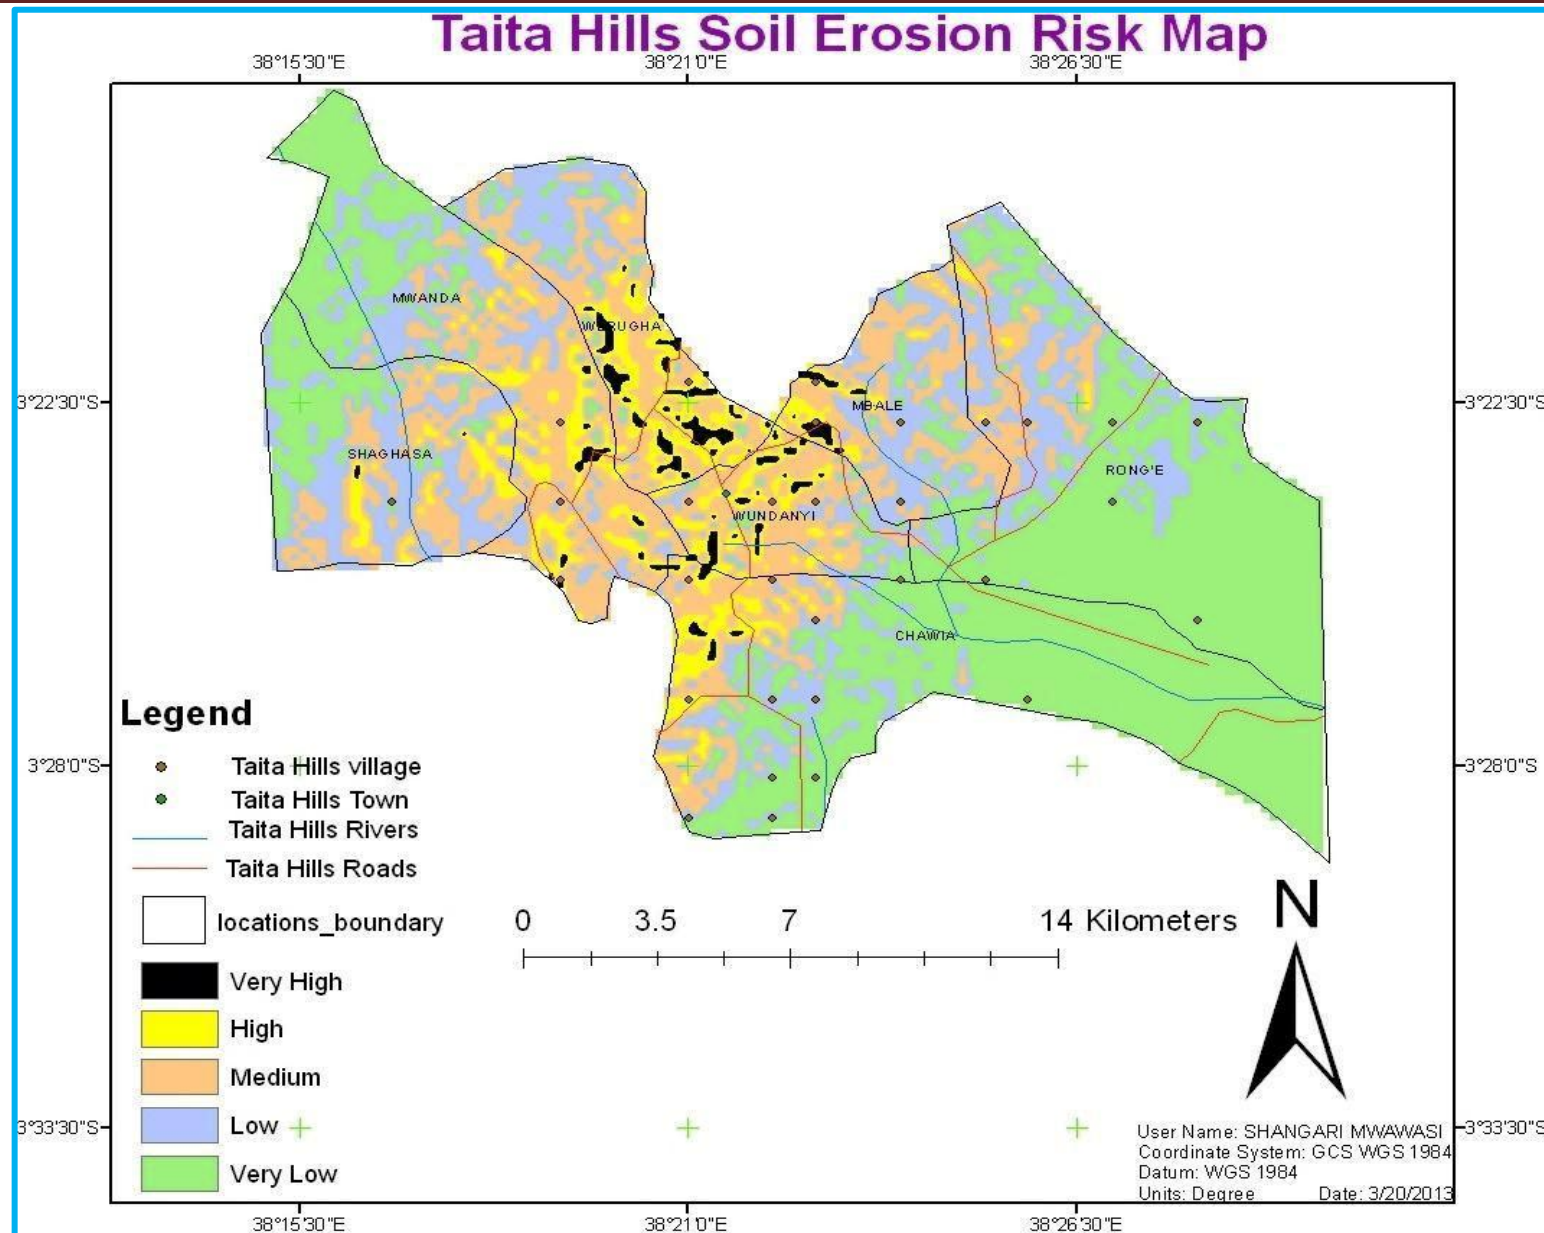 Taita Hills Soil Erosion Risk Map
38°15'30"E 38°21'0"E 38°26'30"E
MWANDA
WERUGHA
3°22'30"S 3°22'30"S
MBALE
SHAGHASA
RONG'E
WUNDANYI
CHAWIA
Legend
3°28'0"S 3°28'0"S
Taita Hills village
Taita Hills Town
Taita Hills Rivers
Taita Hills Roads
locations_boundary
0 3.5 7 14 Kilometers
N
Very High
High
Medium
Low
Very Low
3°33'30"S 3°33'30"S
User Name: SHANGARI MWAWASI
Coordinate System: GCS WGS 1984
Datum: WGS 1984
Units: Degree Date: 3/20/2013
38°15'30"E 38°21'0"E 38°26'30"E